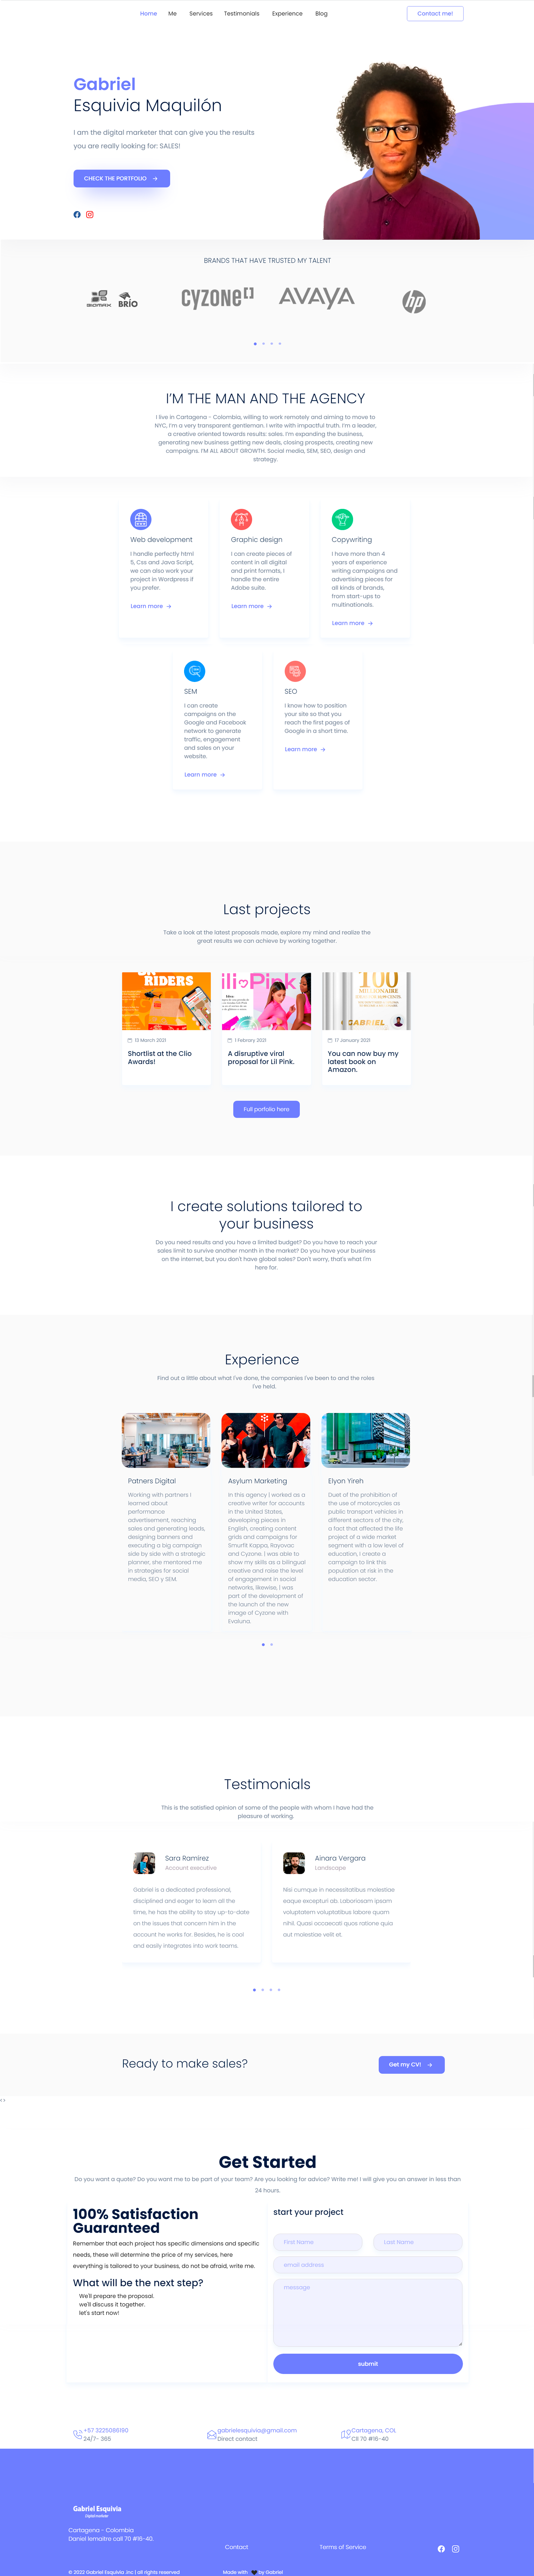 Home Me Services Testimonials Experience Blog Contact me!
Gabriel
Esquivia Maquilón
I am the digital marketer that can give you the results
you are really looking for: SALES!
CHECK THE PORTFOLIO →
BRANDS THAT HAVE TRUSTED MY TALENT
BIOMAX BRÍO cyzone AVAYA hp
I'M THE MAN AND THE AGENCY
I live in Cartagena - Colombia, willing to work remotely and aiming to move to
NYC, I'm a very transparent gentleman. I write with impactful truth. I'm a leader,
a creative oriented towards results: sales. I'm expanding the business,
generating new business getting new deals, closing prospects, creating new
campaigns. I'M ALL ABOUT GROWTH. Social media, SEM, SEO, design and
strategy.
Web development
I handle perfectly html
5, Css and Java Script,
we can also work your
project in Wordpress if
you prefer.
Learn more →
Graphic design
I can create pieces of
content in all digital
and print formats, I
handle the entire
Adobe suite.
Learn more →
Copywriting
I have more than 4
years of experience
writing campaigns and
advertising pieces for
all kinds of brands,
from start-ups to
multinationals.
Learn more →
SEM
I can create
campaigns on the
Google and Facebook
network to generate
traffic, engagement
and sales on your
website.
Learn more →
SEO
I know how to position
your site so that you
reach the first pages of
Google in a short time.
Learn more →
Last projects
Take a look at the latest proposals made, explore my mind and realize the
great results we can achieve by working together.
RIDERS
13 March 2021
Shortlist at the Clio
Awards!
Pink
1 Febrary 2021
A disruptive viral
proposal for Lil Pink.
100
MILLIONAIRE
GABRIEL
17 January 2021
You can now buy my
latest book on
Amazon.
Full porfolio here
I create solutions tailored to
your business
Do you need results and you have a limited budget? Do you have to reach your
sales limit to survive another month in the market? Do you have your business
on the internet, but you don't have global sales? Don't worry, that's what I'm
here for.
Experience
Find out a little about what I've done, the companies I've been to and the roles
I've held.
Patners Digital
Working with partners I
learned about
performance
advertisement, reaching
sales and generating leads,
designing banners and
executing a big campaign
side by side with a strategic
planner, she mentored me
in strategies for social
media, SEO y SEM.
Asylum Marketing
In this agency I worked as a
creative writer for accounts
in the United States,
developing pieces in
English, creating content
grids and campaigns for
Smurfit Kappa, Rayovac
and Cyzone. I was able to
show my skills as a bilingual
creative and raise the level
of engagement in social
networks, likewise, I was
part of the development of
the launch of the new
image of Cyzone with
Evaluna.
Elyon Yireh
Duet of the prohibition of
the use of motorcycles as
public transport vehicles in
different sectors of the city,
a fact that affected the life
project of a wide market
segment with a low level of
education, I create a
campaign to link this
population at risk in the
education sector.
Testimonials
This is the satisfied opinion of some of the people with whom I have had the
pleasure of working.
Sara Ramírez
Account executive
Gabriel is a dedicated professional,
disciplined and eager to learn all the
time, he has the ability to stay up-to-date
on the issues that concern him in the
account he works for. Besides, he is cool
and easily integrates into work teams.
Ainara Vergara
Landscape
Nisi cumque in necessitatibus molestiae
eaque excepturi ab. Laboriosam ipsam
voluptatem voluptatibus labore quam
nihil. Quasi occaecati quos ratione quia
aut molestiae velit et.
Ready to make sales?
Get my CV! →
Get Started
Do you want a quote? Do you want me to be part of your team? Are you looking for advice? Write me! I will give you an answer in less than
24 hours.
100% Satisfaction
Guaranteed
Remember that each project has specific dimensions and specific
needs, these will determine the price of my services, here
everything is tailored to your business, do not be afraid, write me.
What will be the next step?
We'll prepare the proposal.
we'll discuss it together.
let's start now!
start your project
First Name Last Name
email address
message
submit
+57 3225086190
24/7- 365
gabrielesquivia@gmail.com
Direct contact
Cartagena, COL
Cll 70 #16-40
Gabriel Esquivia
Digital marketer
Cartagena - Colombia
Daniel lemaitre call 70 #16-40.
Contact Terms of Service
© 2022 Gabriel Esquivia .Inc | all rights reserved Made with by Gabriel